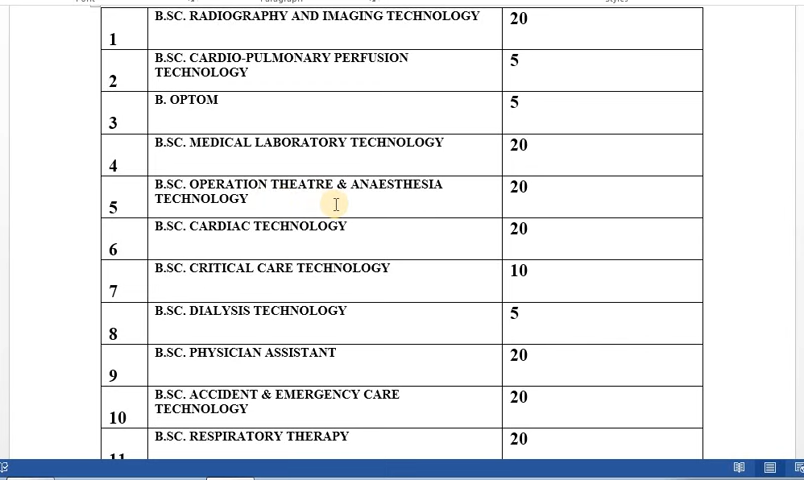 B.SC. RADIOGRAPHY AND IMAGING TECHNOLOGY 20
1
B.SC. CARDIO-PULMONARY PERFUSION 5
TECHNOLOGY
2
B. OPTOM 5
3
B.SC. MEDICAL LABORATORY TECHNOLOGY 20
4
B.SC. OPERATION THEATRE & ANAESTHESIA 20
TECHNOLOGY
5
B.SC. CARDIAC TECHNOLOGY 20
6
B.SC. CRITICAL CARE TECHNOLOGY 10
7
B.SC. DIALYSIS TECHNOLOGY 5
8
B.SC. PHYSICIAN ASSISTANT 20
9
B.SC. ACCIDENT & EMERGENCY CARE 20
TECHNOLOGY
10
B.SC. RESPIRATORY THERAPY 20
11